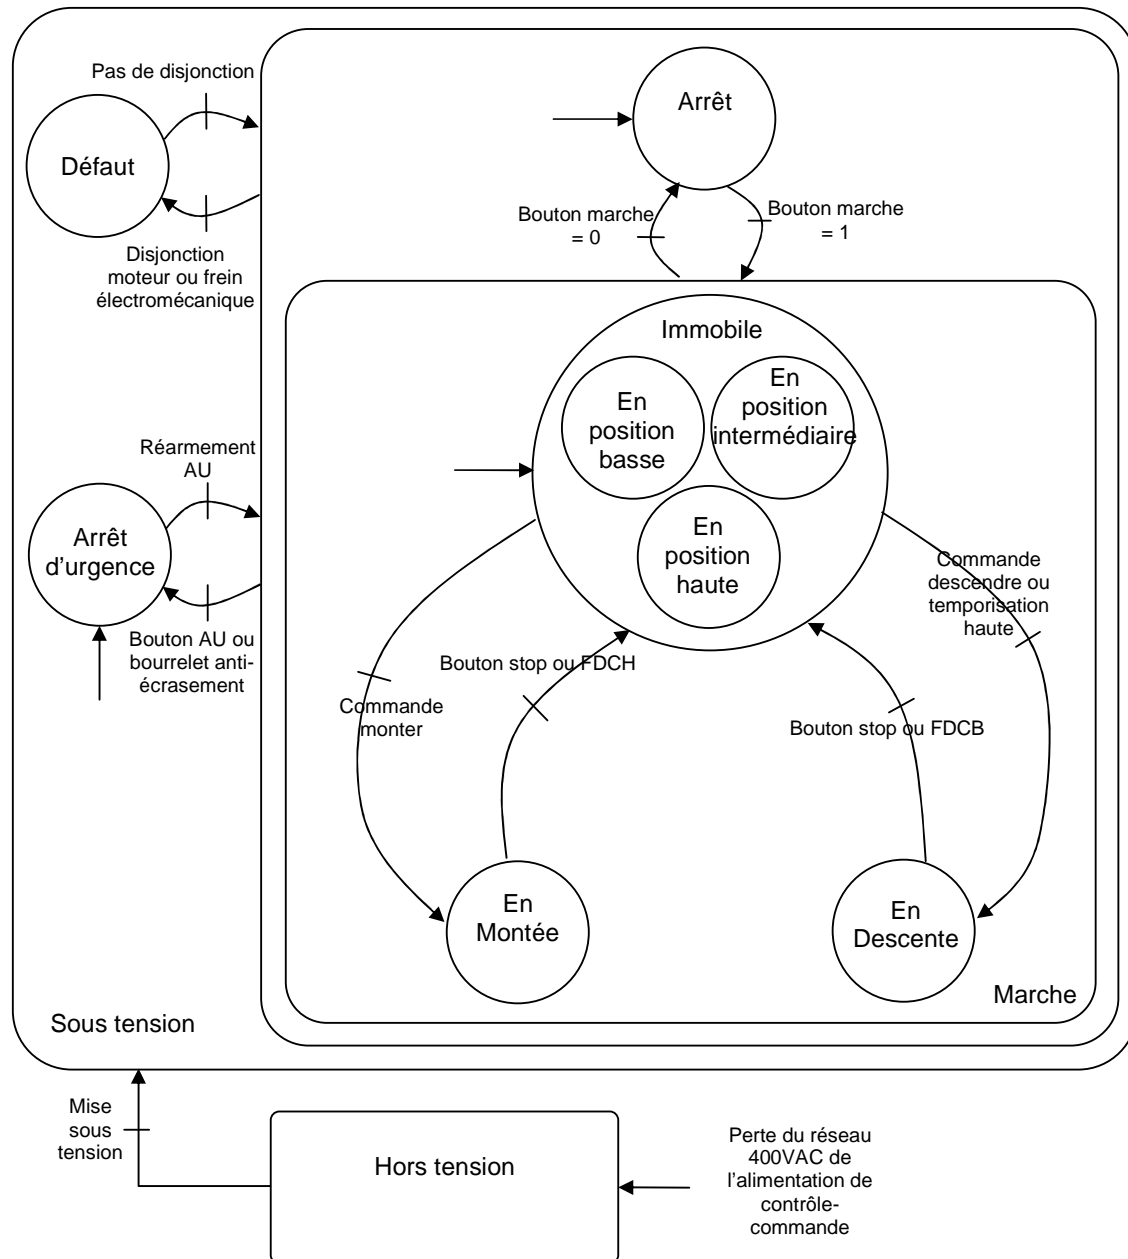 Pas de disjonction
Défaut
Disjonction
moteur ou frein
électromécanique
Arrêt
Bouton marche
= 0
Bouton marche
= 1
Immobile
En
position
basse
En
position
intermédiaire
En
position
haute
Réarmement
AU
Arrêt
d’urgence
Bouton AU ou
bourrelet anti-
écrasement
Commande
descendre ou
temporisation
haute
Bouton stop ou FDCH
Commande
monter
Bouton stop ou FDCB
En
Montée
En
Descente
Marche
Sous tension
Mise
sous
tension
Hors tension
Perte du réseau
400VAC de
l’alimentation de
contrôle-
commande